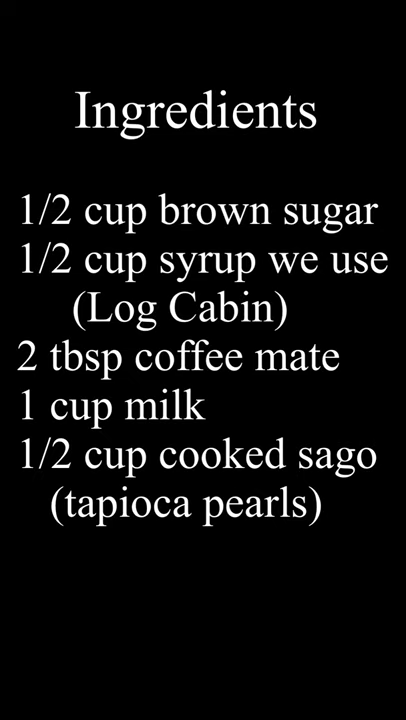 Ingredients
1/2 cup brown sugar
1/2 cup syrup we use
(Log Cabin)
2 tbsp coffee mate
1 cup milk
1/2 cup cooked sago
(tapioca pearls)